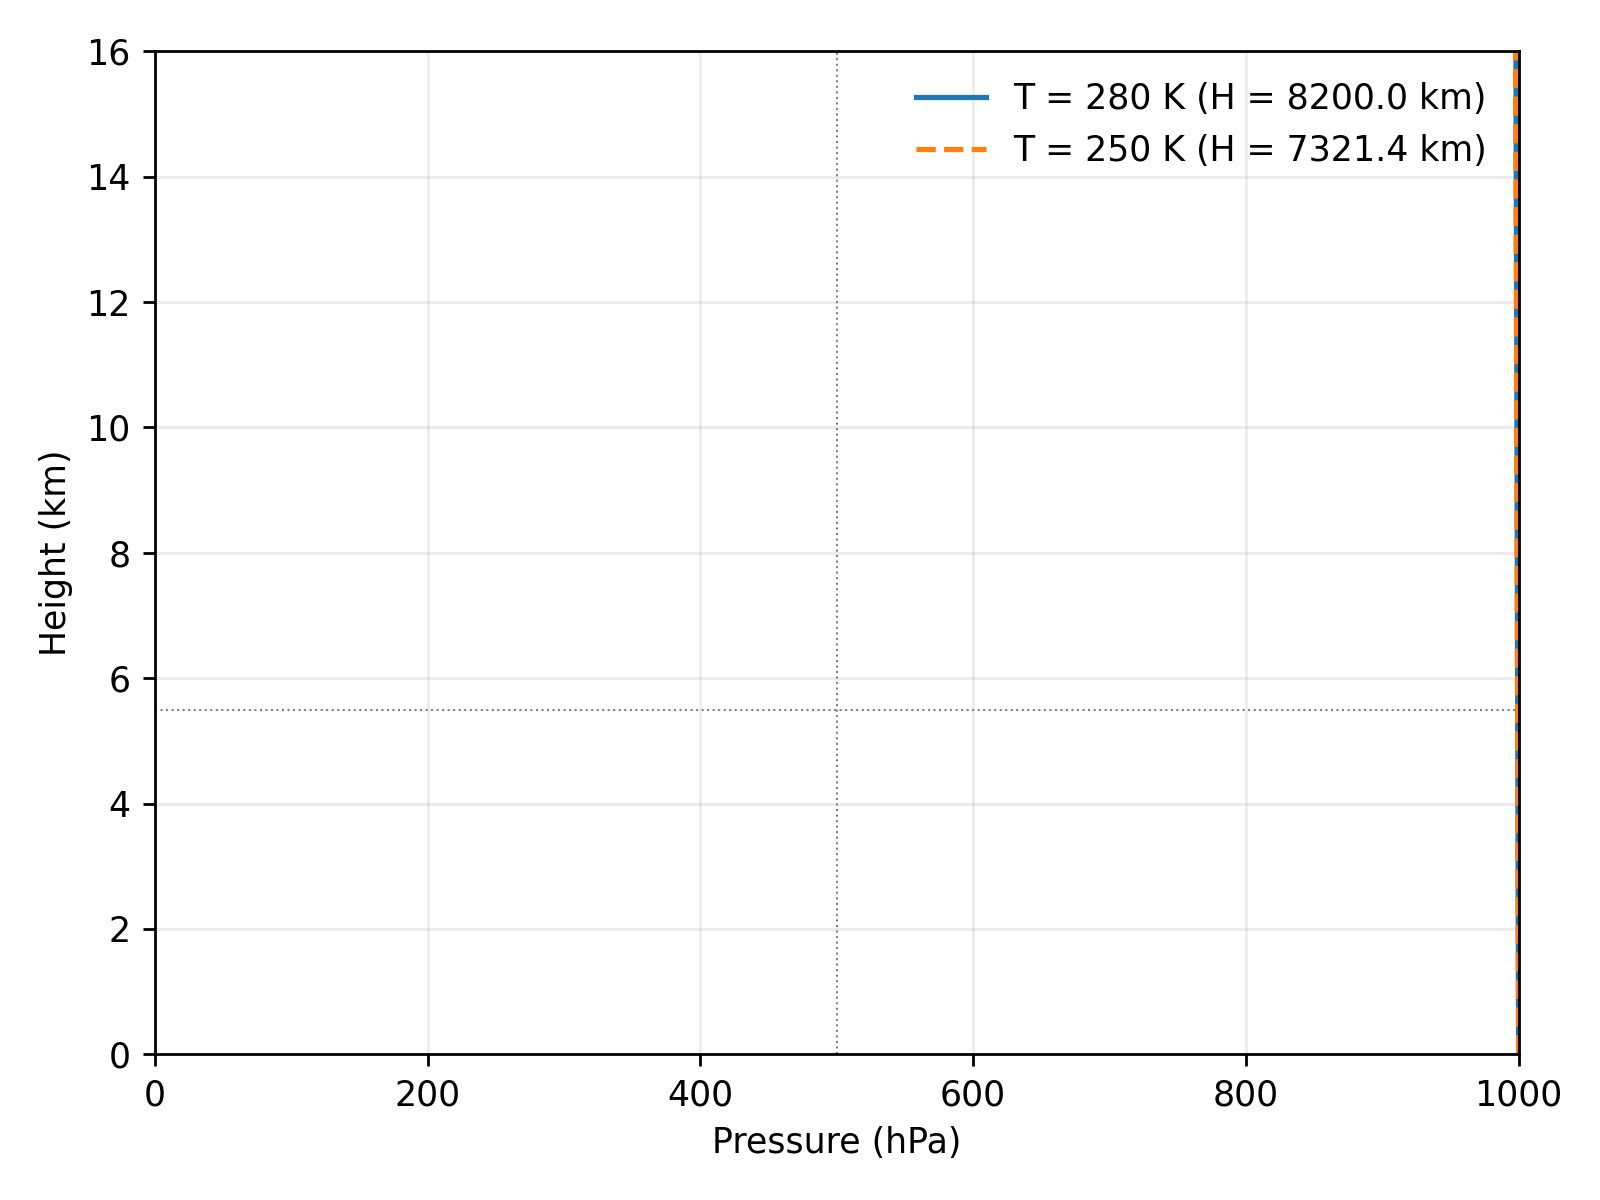 16
14
12
10
8
6
4
2
0
Height (km)
T = 280 K (H = 8200.0 km)
T = 250 K (H = 7321.4 km)
0 200 400 600 800 1000
Pressure (hPa)